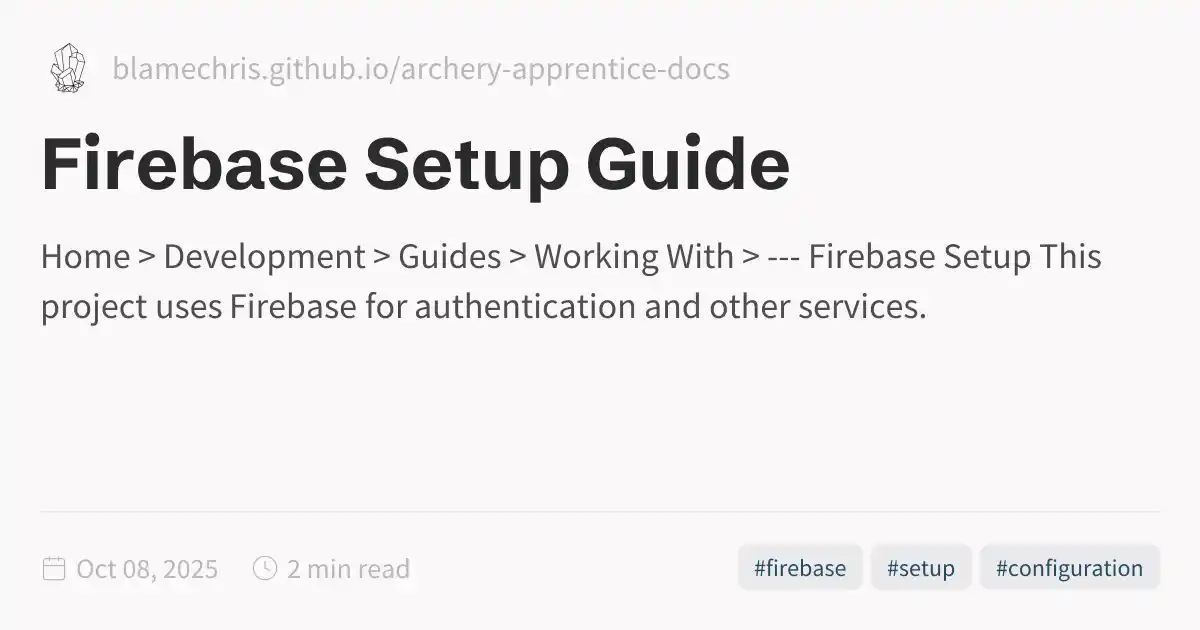 blamechris.github.io/archery-apprentice-docs
Firebase Setup Guide
Home > Development > Guides > Working With > --- Firebase Setup This
project uses Firebase for authentication and other services.
Oct 08, 2025 2 min read #firebase #setup #configuration